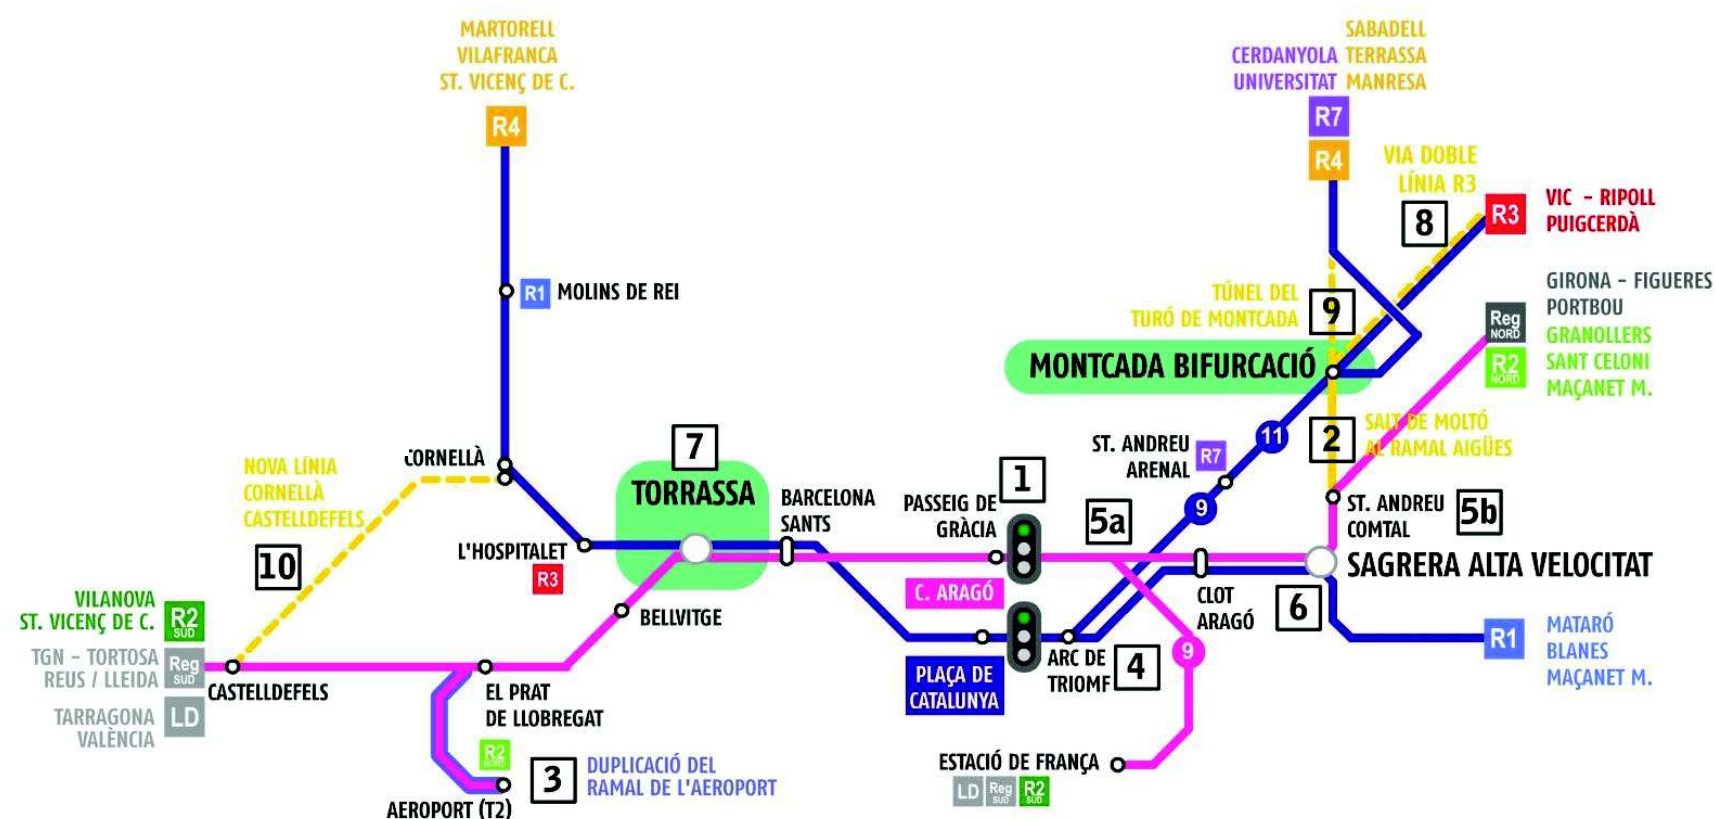 MARTORELL
VILAFRANCA
ST. VICENÇ DE C.
R4
CERDANYOLA
UNIVERSITAT
SABADELL
TERRASSA
MANRESA
R7
R4
VIA DOBLE
LÍNIA R3
8
R3
VIC - RIPOLL
PUIGCERDÀ
R1 MOLINS DE REI
TÚNEL DEL
TURÓ DE MONTCADA
9
Reg
NORD
GIRONA - FIGUERES
PORTBOU
R2
NORD
GRANOLLERS
SANT CELONI
MAÇANET M.
MONTCADA BIFURCACIÓ
11
2
SALT DE MOLTÓ
AL RAMAL AIGÜES
ST. ANDREU
ARENAL
R7
9
CORNELLÀ
NOVA LÍNIA
CORNELLÀ
CASTELLDEFELS
10
7
TORRASSA
BARCELONA
SANTS
L'HOSPITALET
R3
PASSEIG DE
GRÀCIA
1
5a
ST. ANDREU
COMTAL
5b
SAGRERA ALTA VELOCITAT
C. ARAGÓ
CLOT
ARAGÓ
6
BELLVITGE
VILANOVA
ST. VICENÇ DE C.
R2
SUD
TGN - TORTOSA
REUS / LLEIDA
Reg
SUD
TARRAGONA
VALÈNCIA
LD
CASTELLDEFELS
EL PRAT
DE LLOBREGAT
R2
NORD
AEROPORT (T2)
3
DUPLICACIÓ DEL
RAMAL DE L'AEROPORT
PLAÇA DE
CATALUNYA
ARC DE
TRIOMF
4
9
R1
MATARÓ
BLANES
MAÇANET M.
ESTACIÓ DE FRANÇA
LD
Reg
SUD
R2
SUD